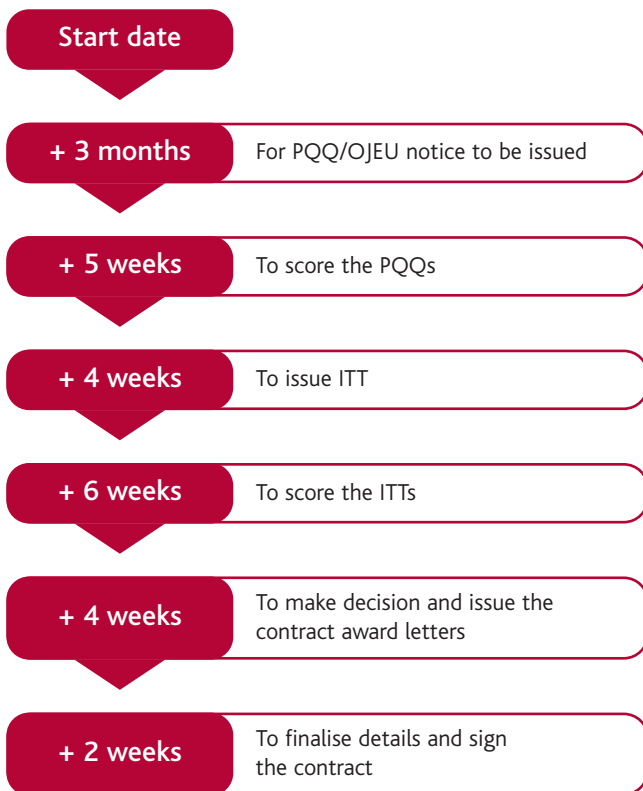 Start date
+ 3 months
For PQQ/OJEU notice to be issued
+ 5 weeks
To score the PQQs
+ 4 weeks
To issue ITT
+ 6 weeks
To score the ITTs
+ 4 weeks
To make decision and issue the
contract award letters
+ 2 weeks
To finalise details and sign
the contract